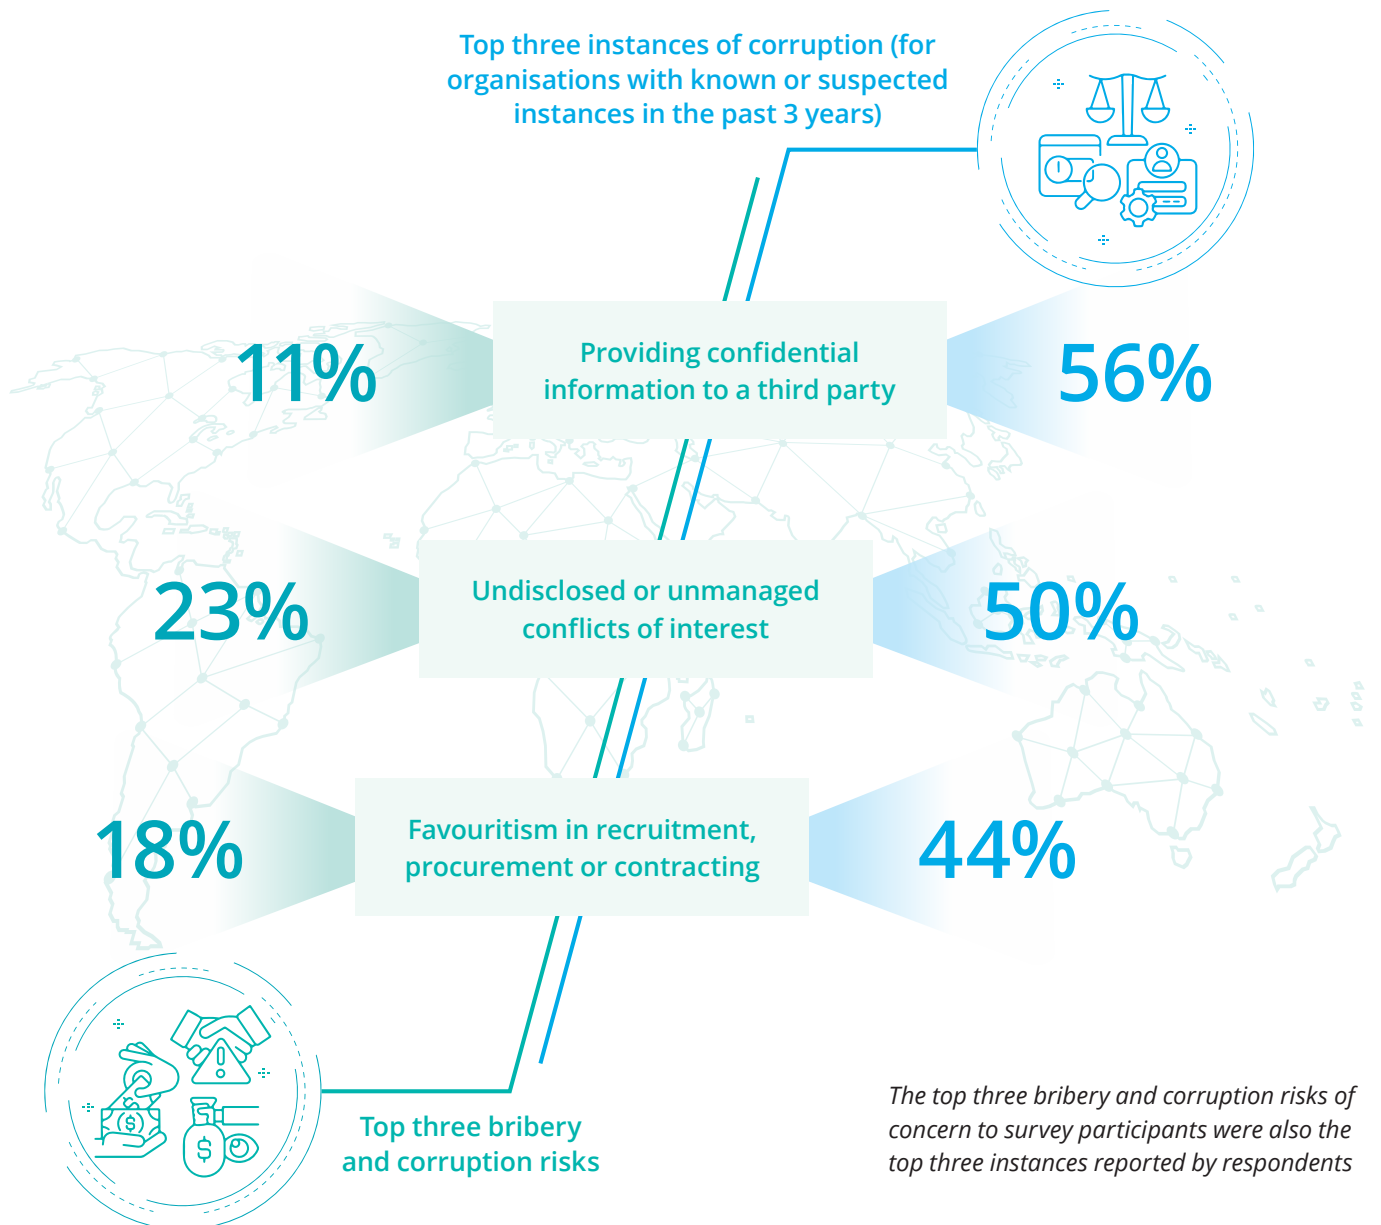 Top three instances of corruption (for
organisations with known or suspected
instances in the past 3 years)
11%
Providing confidential
information to a third party
56%
23%
Undisclosed or unmanaged
conflicts of interest
50%
18%
Favouritism in recruitment,
procurement or contracting
44%
$
$
Top three bribery
and corruption risks
The top three bribery and corruption risks of
concern to survey participants were also the
top three instances reported by respondents